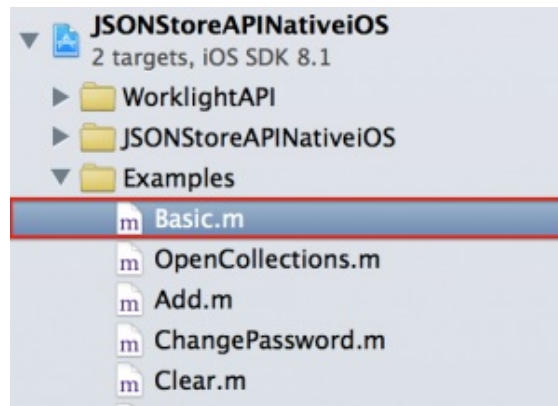 JSONStoreAPINativeiOS
2 targets, iOS SDK 8.1
WorklightAPI
JSONStoreAPINativeiOS
Examples
m Basic.m
m OpenCollections.m
m Add.m
m ChangePassword.m
m Clear.m